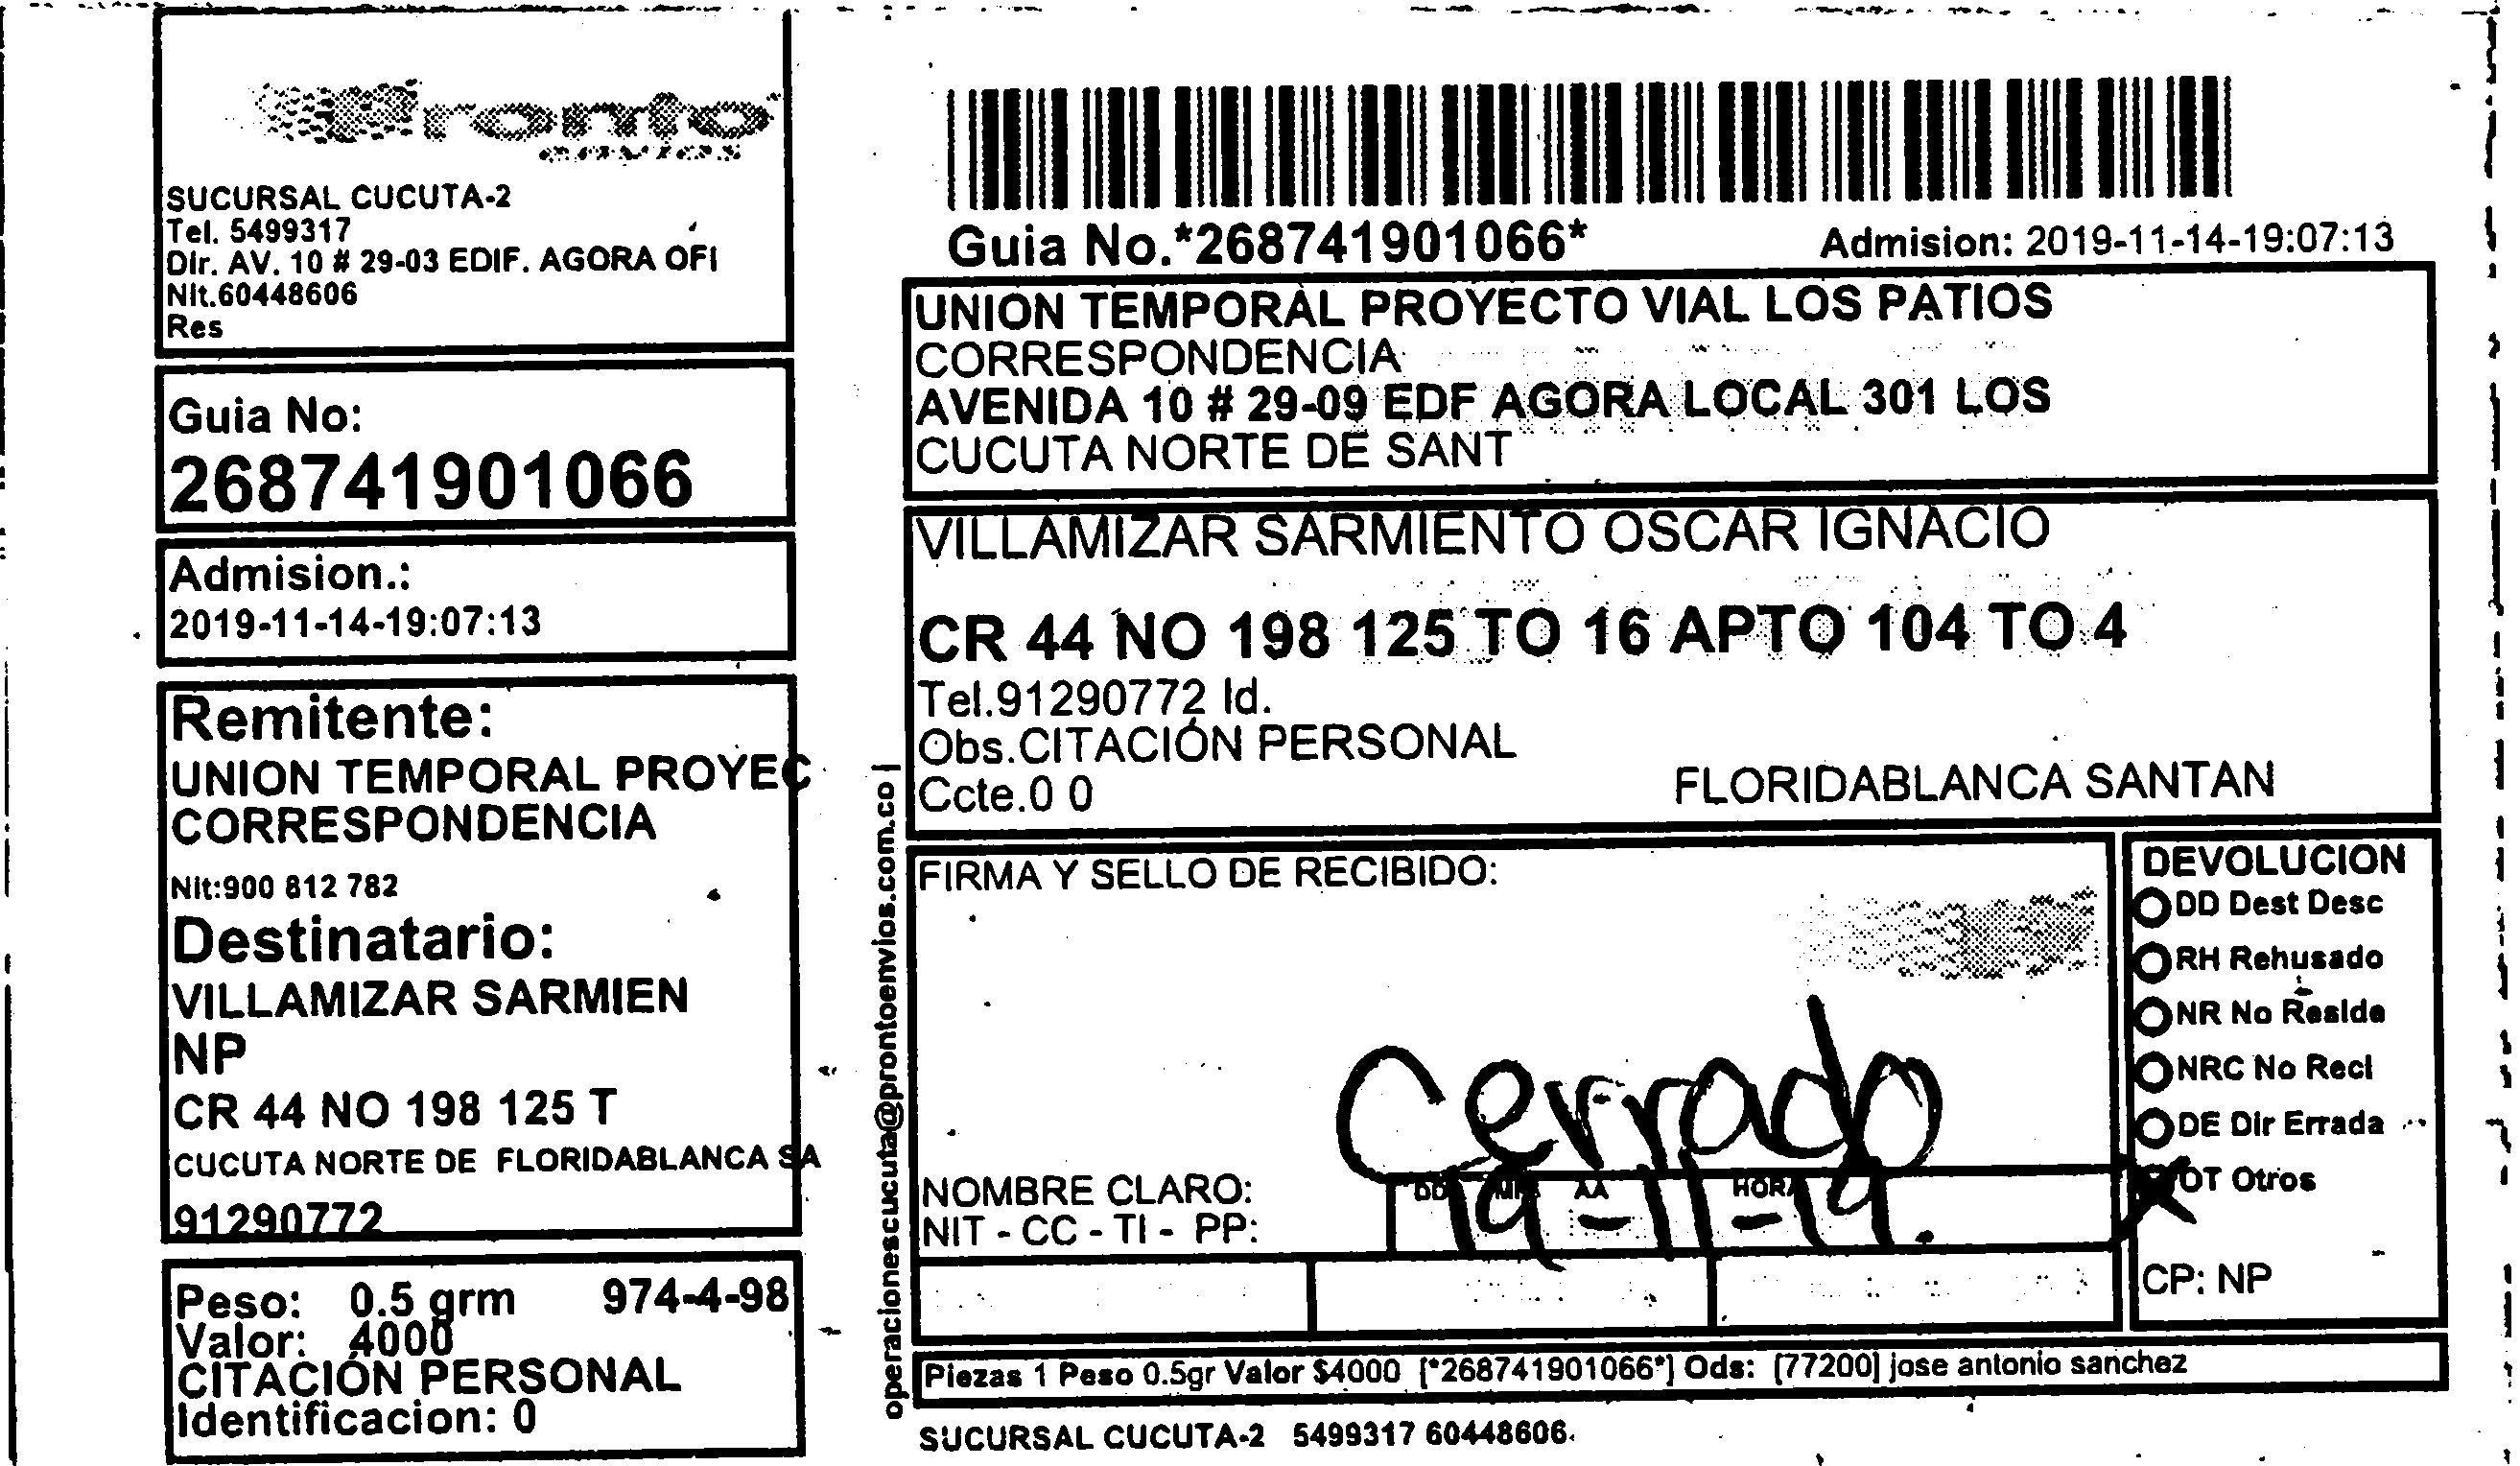 Pronto
envios
SUCURSAL CUCUTA-2
Tel. 5499317
Dir. AV. 10 # 29-03 EDIF. AGORA OFI
Nit.60448606
Res
Guia No:
268741901066
Admision.:
2019-11-14-19:07:13
Remitente:
UNION TEMPORAL PROYEC
CORRESPONDENCIA
Nit:900 812 782
Destinatario:
VILLAMIZAR SARMIEN
NP
CR 44 NO 198 125 T
CUCUTA NORTE DE FLORIDABLANCA SA
91290772
Peso: 0.5 grm 974-4-98
Valor: 4000
CITACIÓN PERSONAL
Identificacion: 0
operacionescucuta@prontoenvios.com.co |
Guia No.*268741901066* Admision: 2019-11-14-19:07:13
UNION TEMPORAL PROYECTO VIAL LOS PATIOS
CORRESPONDENCIA
AVENIDA 10 # 29-09 EDF AGORA LOCAL 301 LOS
CUCUTA NORTE DE SANT
VILLAMIZAR SARMIENTO OSCAR IGNACIO
CR 44 NO 198 125 TO 16 APTO 104 TO 4
Tel.91290772 Id.
Obs.CITACIÓN PERSONAL
Ccte.0 0
FLORIDABLANCA SANTAN
FIRMA Y SELLO DE RECIBIDO:
Cerrado
19-11-19.
NOMBRE CLARO:
DD AA HORA
NIT - CC - TI - PP:
DEVOLUCION
DD Dest Desc
RH Rehusado
NR No Reside
NRC No Recl
DE Dir Errada
OT Otros
CP: NP
Piezas 1 Peso 0.5gr Valor $4000 [*268741901066*] Ods: [77200] jose antonio sanchez
SUCURSAL CUCUTA-2 5499317 60448606